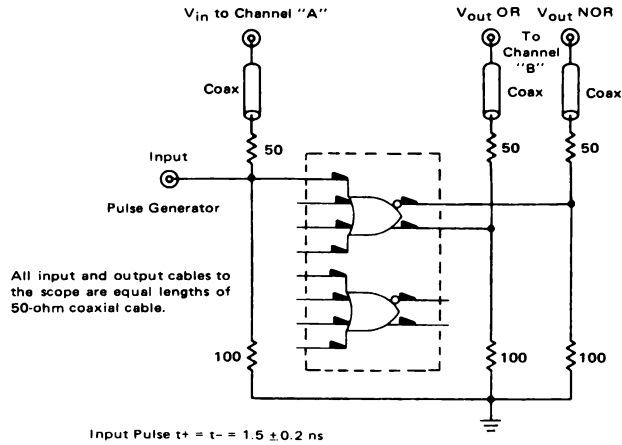 Vin to Channel "A"
Vout OR
Vout NOR
To
Channel
"B"
Coax
Coax
Coax
50
50
50
Input
Pulse Generator
All input and output cables to
the scope are equal lengths of
50-ohm coaxial cable.
100
100
100
Input Pulse t+ = t- = 1.5 ±0.2 ns